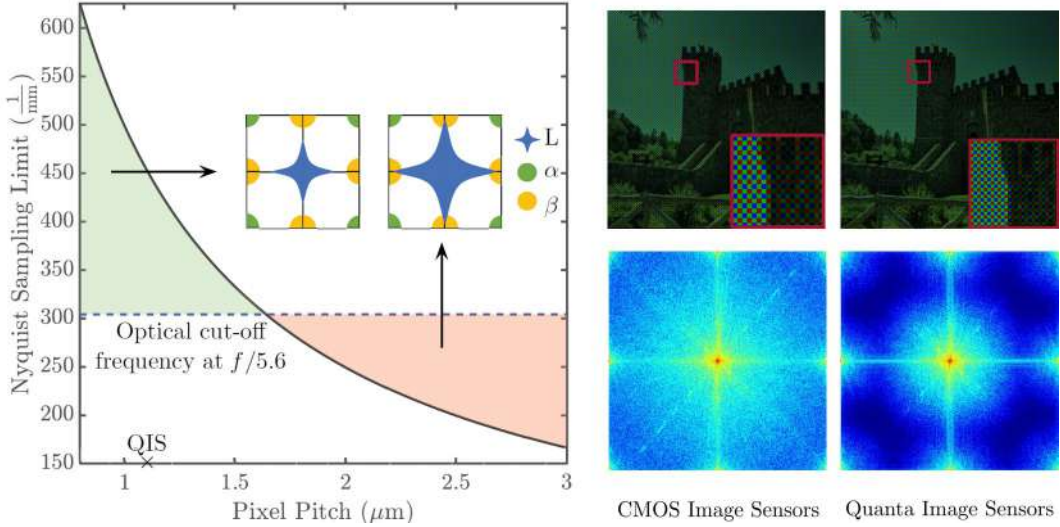 Nyquist Sampling Limit (1/mm)
600
550
500
450
400
350
300
250
200
150
L
α
β
Optical cut-off
frequency at f/5.6
QIS
1
1.5
2
2.5
3
Pixel Pitch (μm)
CMOS Image Sensors
Quanta Image Sensors